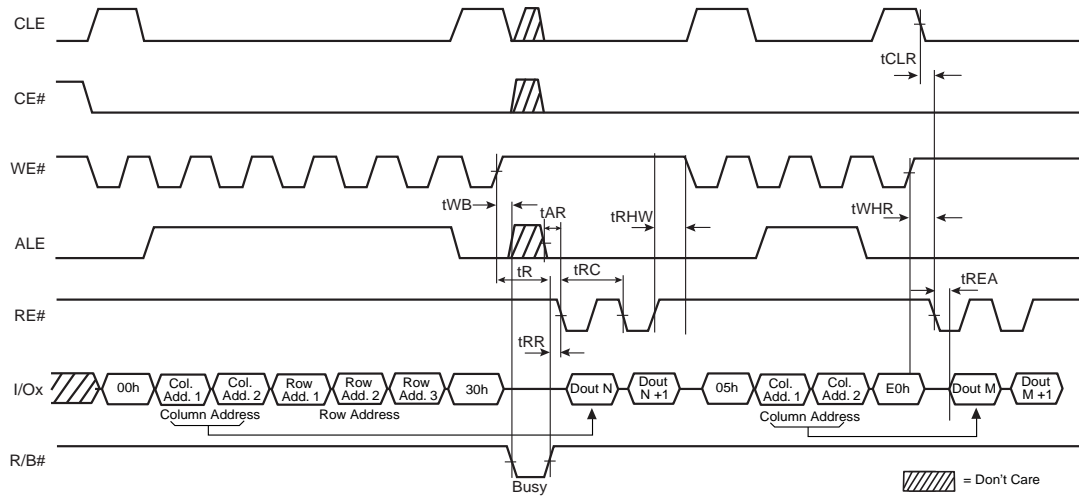 CLE
tCLR
CE#
WE#
tWB
tAR
tRHW
tWHR
ALE
tR
tRC
tREA
RE#
tRR
I/Ox
00h
Col.
Add. 1
Col.
Add. 2
Row
Add. 1
Row
Add. 2
Row
Add. 3
30h
Dout N
Dout
N +1
05h
Col.
Add. 1
Col.
Add. 2
E0h
Dout M
Dout
M +1
Column Address
Row Address
Column Address
R/B#
Busy
= Don't Care